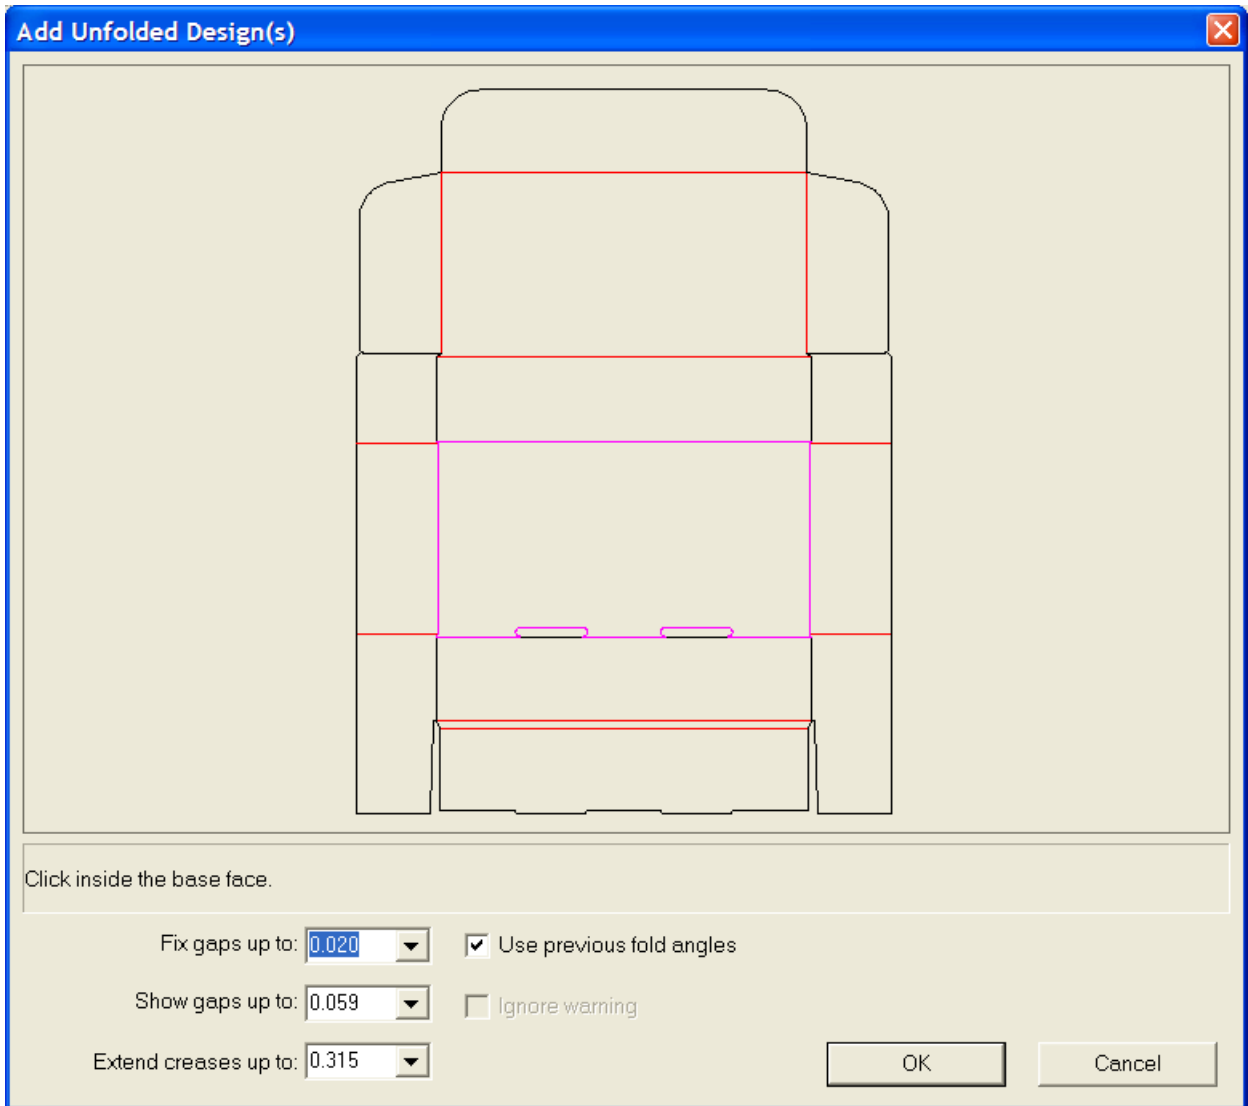 Add Unfolded Design(s)
Click inside the base face.
Fix gaps up to: 0.020 Use previous fold angles
Show gaps up to: 0.059 Ignore warning
Extend creases up to: 0.315 OK Cancel